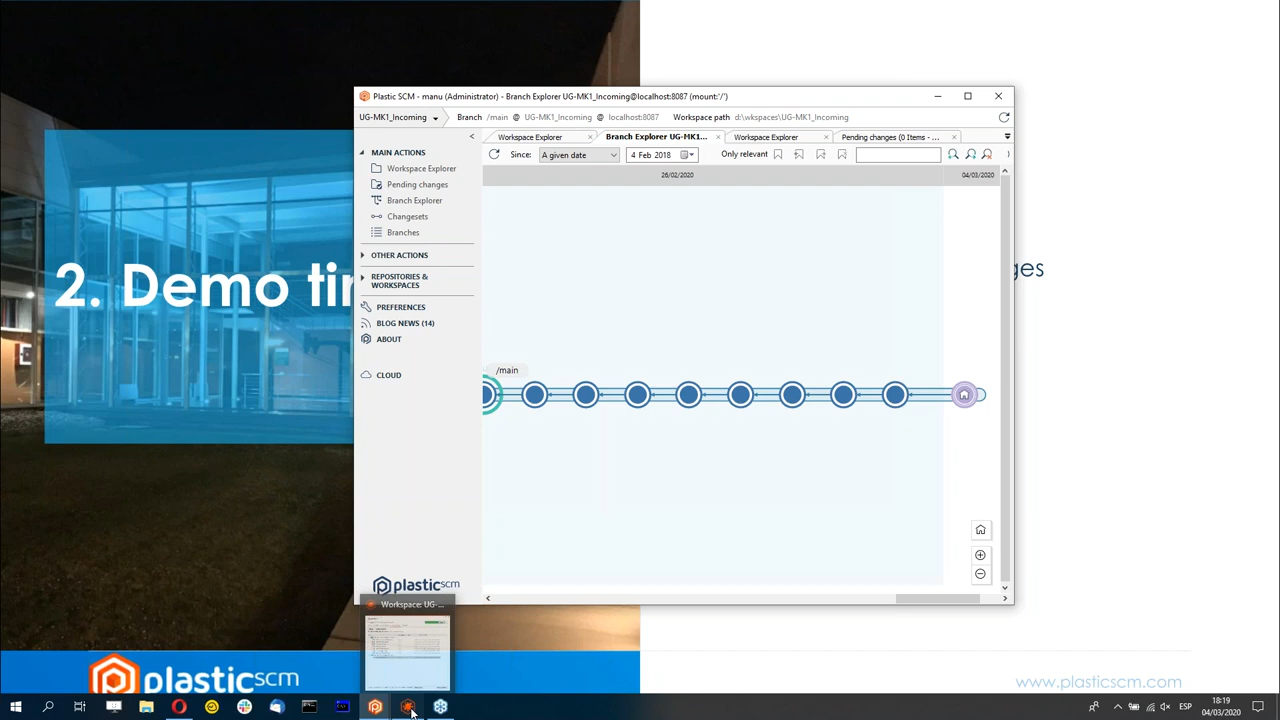 Plastic SCM - manu (Administrator) - Branch Explorer UG-MK1_Incoming@localhost:8087 (mount:'/')
UG-MK1_Incoming Branch /main @ UG-MK1_Incoming @ localhost:8087 Workspace path d:\wkspaces\UG-MK1_Incoming
Workspace Explorer
Branch Explorer UG-MK1...
Workspace Explorer
Pending changes (0 Items - ...
Since: A given date 4 Feb 2018 Only relevant
26/02/2020 04/03/2020
MAIN ACTIONS
Workspace Explorer
Pending changes
Branch Explorer
Changesets
Branches
OTHER ACTIONS
REPOSITORIES &
WORKSPACES
PREFERENCES
BLOG NEWS (14)
ABOUT
CLOUD
/main
2. Demo tim
ges
plasticscm
Workspace: UG-...
plasticscm
www.plasticscm.com
ESP
18:19
04/03/2020